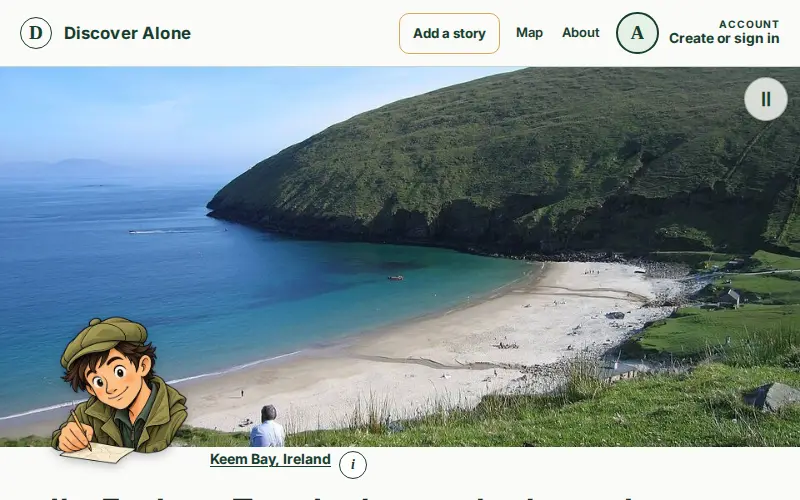 D Discover Alone
Add a story
Map
About
A
ACCOUNT
Create or sign in
Keem Bay, Ireland
i